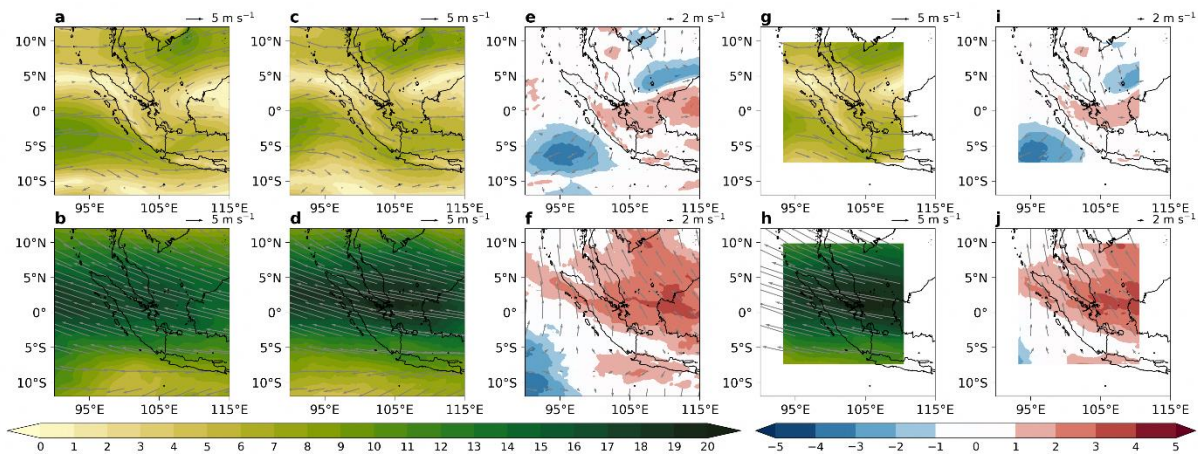 a 5 m s⁻¹ c 5 m s⁻¹ e 2 m s⁻¹ g 5 m s⁻¹ i 2 m s⁻¹
10°N 10°N 10°N 10°N 10°N
5°N 5°N 5°N 5°N 5°N
0° 0° 0° 0° 0°
5°S 5°S 5°S 5°S 5°S
10°S 10°S 10°S 10°S 10°S
95°E 105°E 115°E 95°E 105°E 115°E 95°E 105°E 115°E 95°E 105°E 115°E 95°E 105°E 115°E
b 5 m s⁻¹ d 5 m s⁻¹ f 2 m s⁻¹ h 5 m s⁻¹ j 2 m s⁻¹
10°N 10°N 10°N 10°N 10°N
5°N 5°N 5°N 5°N 5°N
0° 0° 0° 0° 0°
5°S 5°S 5°S 5°S 5°S
10°S 10°S 10°S 10°S 10°S
95°E 105°E 115°E 95°E 105°E 115°E 95°E 105°E 115°E 95°E 105°E 115°E 95°E 105°E 115°E
0 1 2 3 4 5 6 7 8 9 10 11 12 13 14 15 16 17 18 19 20 −5 −4 −3 −2 −1 0 1 2 3 4 5